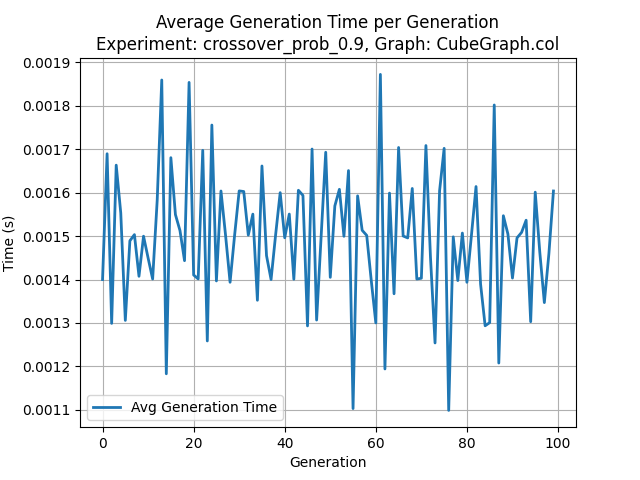 Average Generation Time per Generation
Experiment: crossover_prob_0.9, Graph: CubeGraph.col
0.0019
0.0018
0.0017
0.0016
0.0015
0.0014
0.0013
0.0012
0.0011
Time (s)
Avg Generation Time
0 20 40 60 80 100
Generation